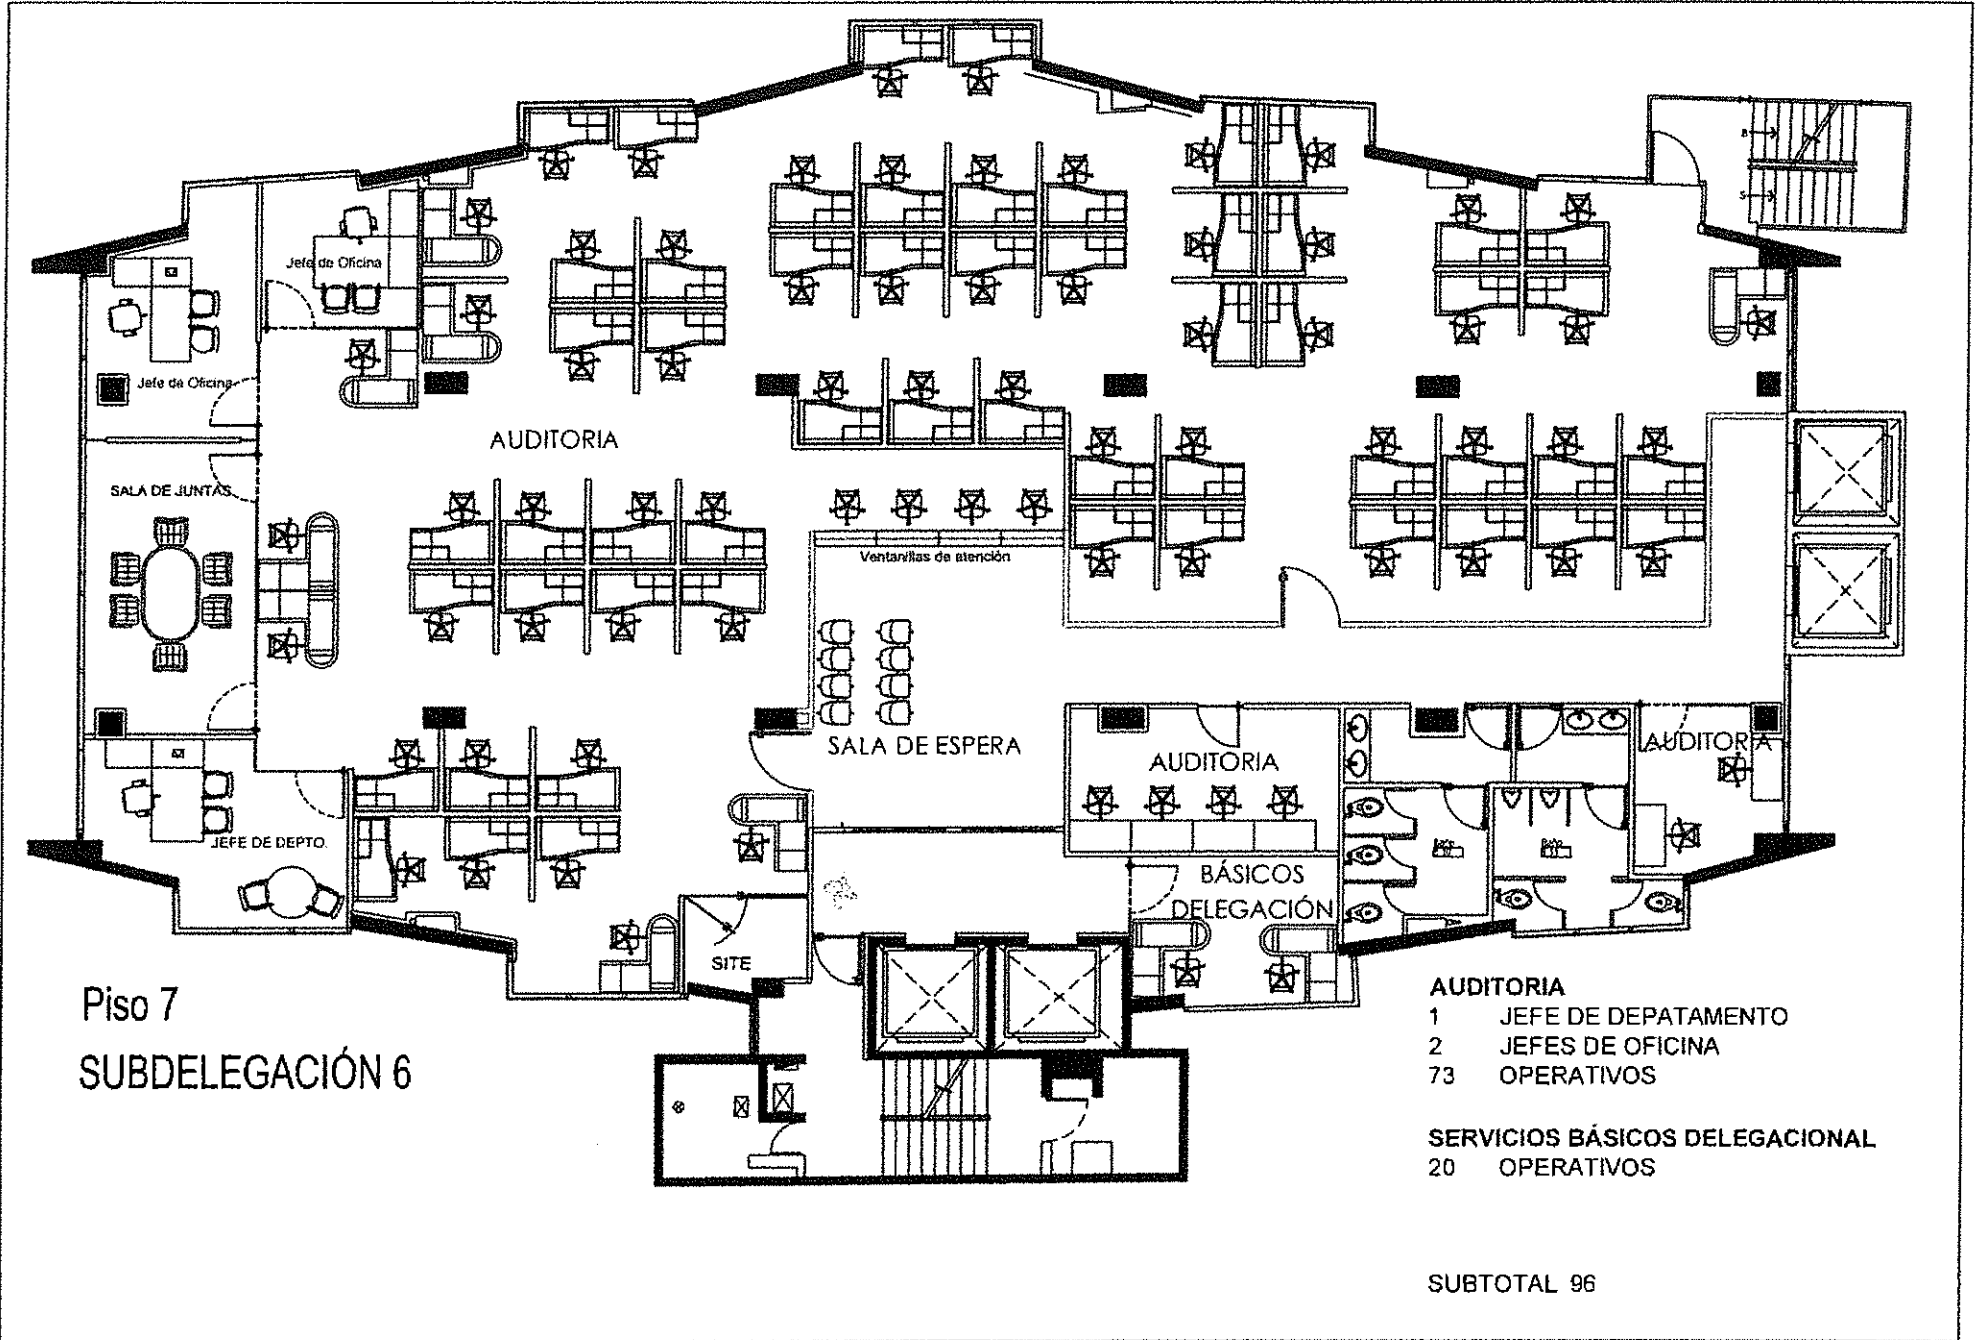 Jefe de Oficina
Jefe de Oficina
AUDITORIA
SALA DE JUNTAS
Ventanillas de atención
SALA DE ESPERA
AUDITORIA
AUDITORIA
JEFE DE DEPTO.
BÁSICOS
DELEGACIÓN
SITE
Piso 7
SUBDELEGACIÓN 6
AUDITORIA
1 JEFE DE DEPATAMENTO
2 JEFES DE OFICINA
73 OPERATIVOS
SERVICIOS BÁSICOS DELEGACIONAL
20 OPERATIVOS
SUBTOTAL 96